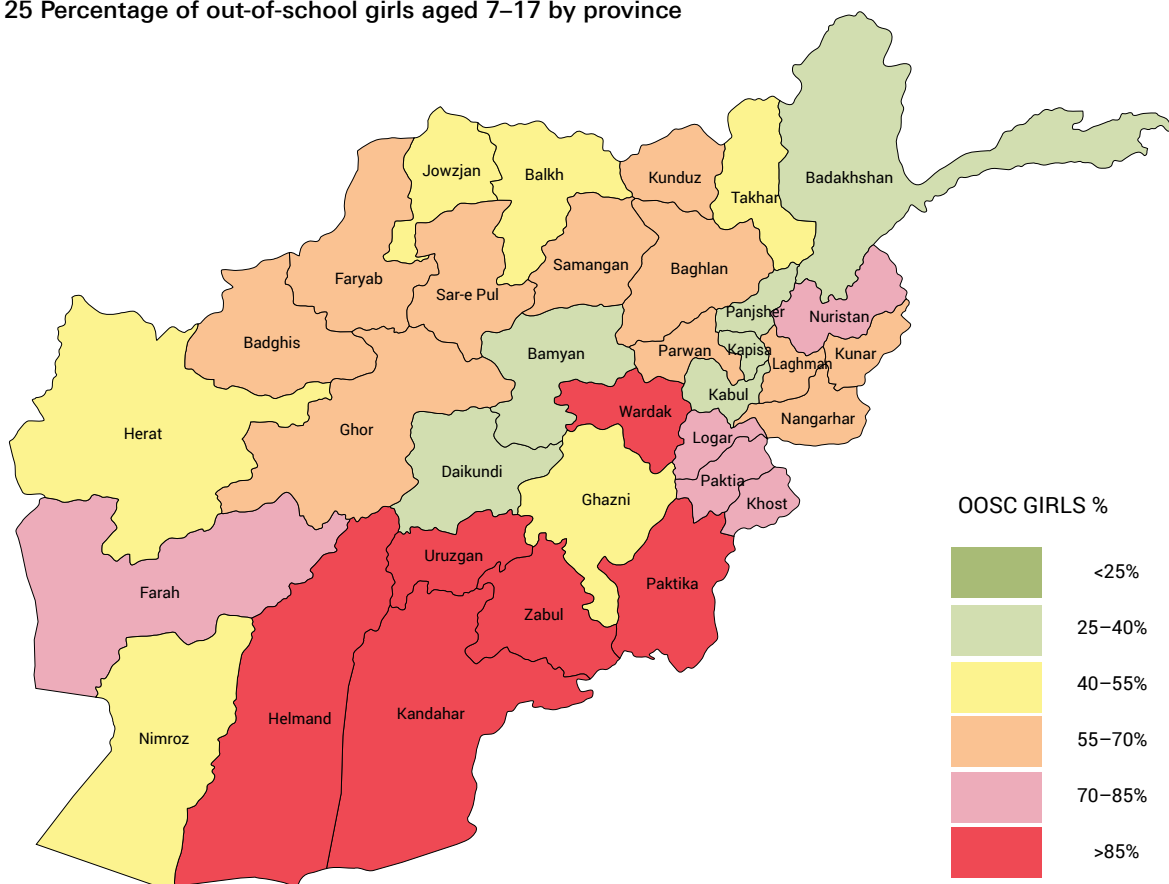 25 Percentage of out-of-school girls aged 7–17 by province
Jowzjan
Balkh
Kunduz
Takhar
Badakhshan
Faryab
Sar-e Pul
Samangan
Baghlan
Badghis
Panjsher
Nuristan
Bamyan
Parwan
Kapisa
Laghman
Kunar
Kabul
Wardak
Nangarhar
Herat
Ghor
Logar
Daikundi
Ghazni
Paktia
Khost
Uruzgan
Paktika
Farah
Zabul
Helmand
Kandahar
Nimroz
OOSC GIRLS %
<25%
25–40%
40–55%
55–70%
70–85%
>85%